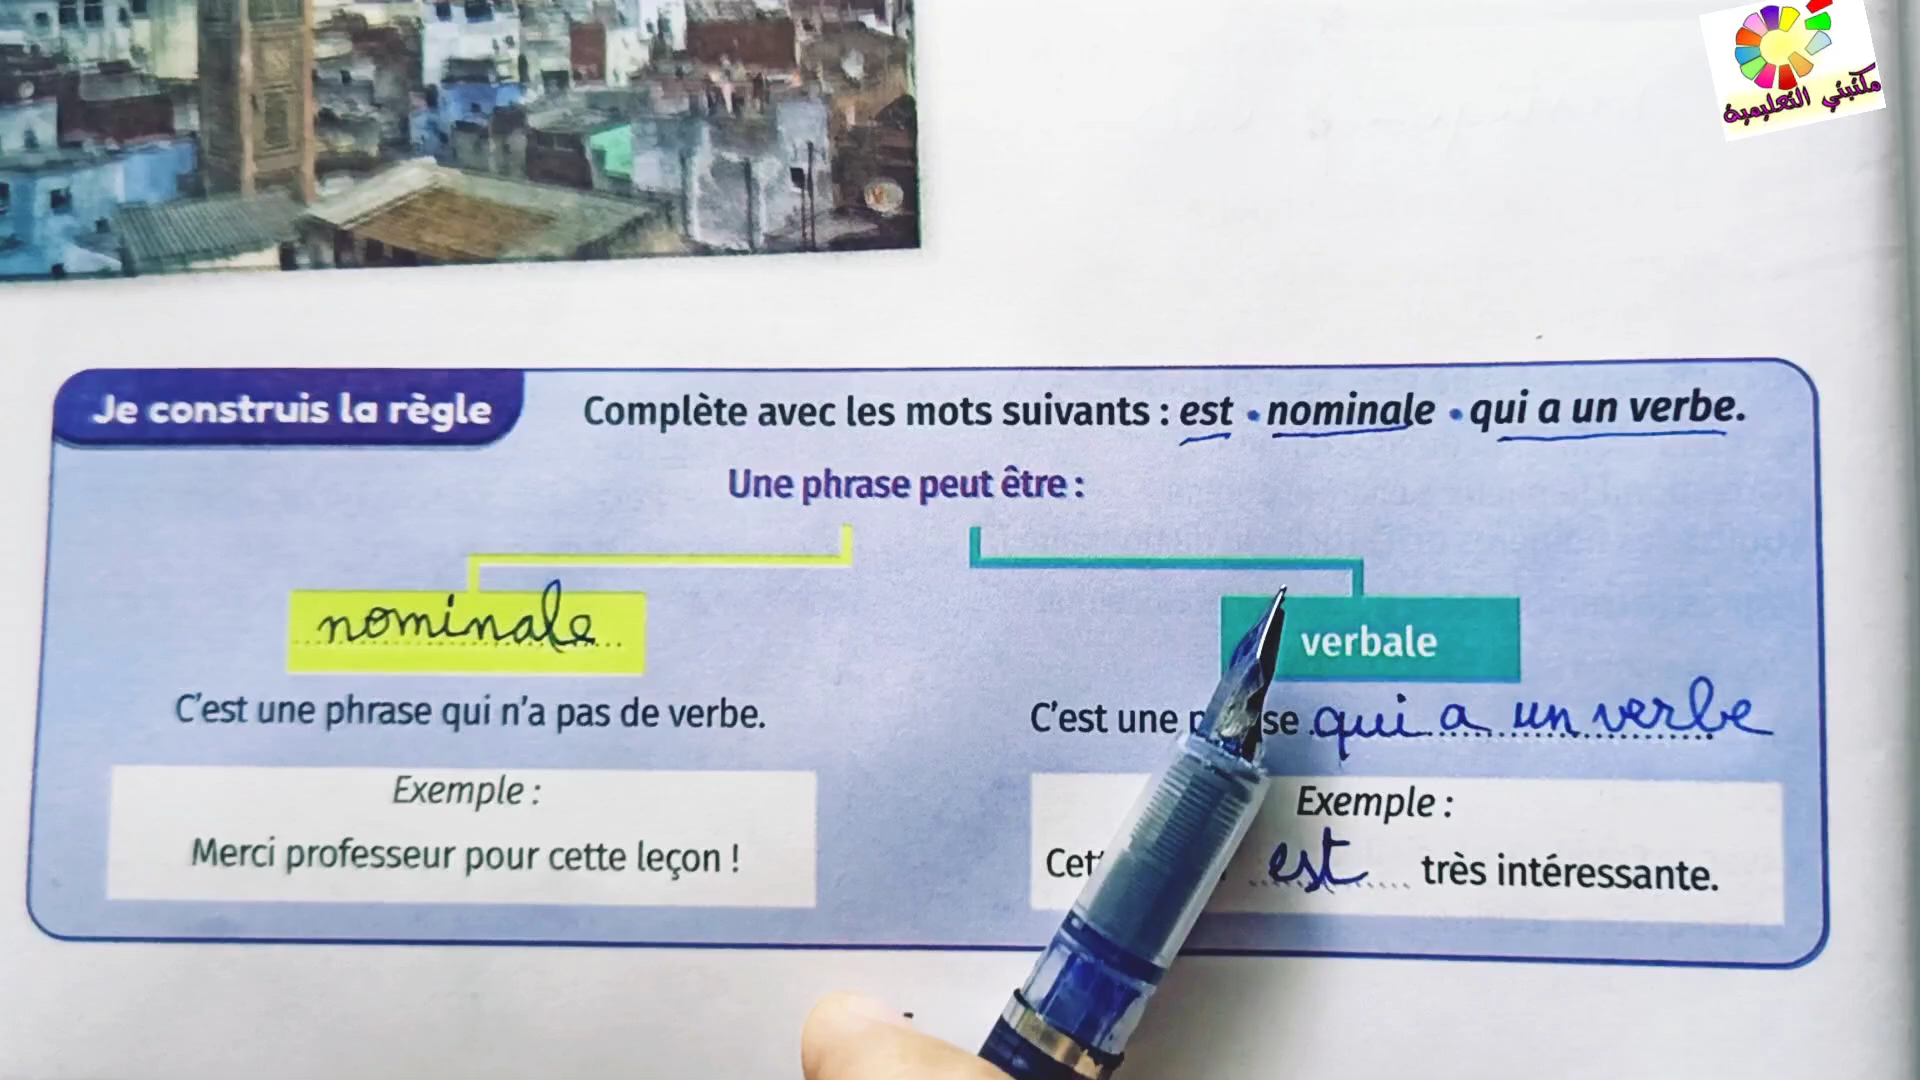 مكتبتي التعليمية
Je construis la règle
Complète avec les mots suivants : est • nominale • qui a un verbe.
Une phrase peut être :
nominale
verbale
C'est une phrase qui n'a pas de verbe.
C'est une qui a un verbe
Exemple :
Merci professeur pour cette leçon !
Exemple :
est très intéressante.